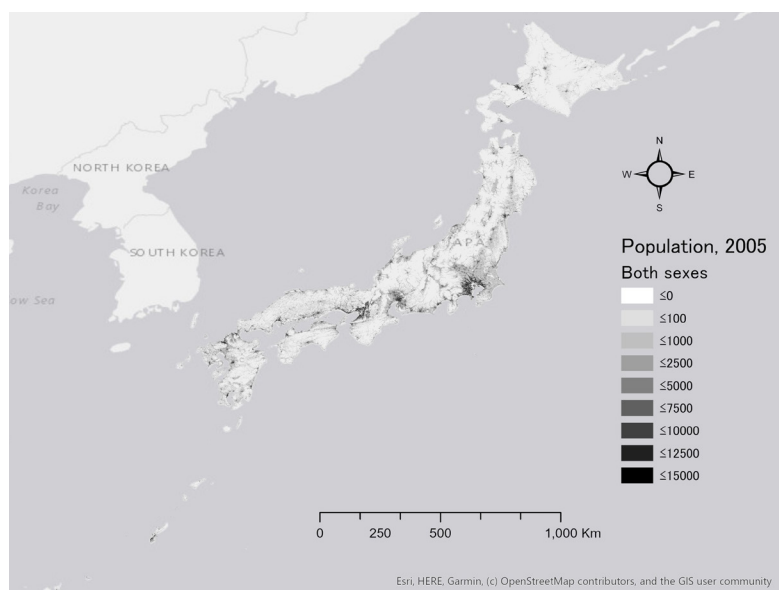 NORTH KOREA
Korea
Bay
SOUTH KOREA
ow Sea
APA
N
W
E
S
Population, 2005
Both sexes
≤0
≤100
≤1000
≤2500
≤5000
≤7500
≤10000
≤12500
≤15000
0 250 500 1,000 Km
Esri, HERE, Garmin, (c) OpenStreetMap contributors, and the GIS user community